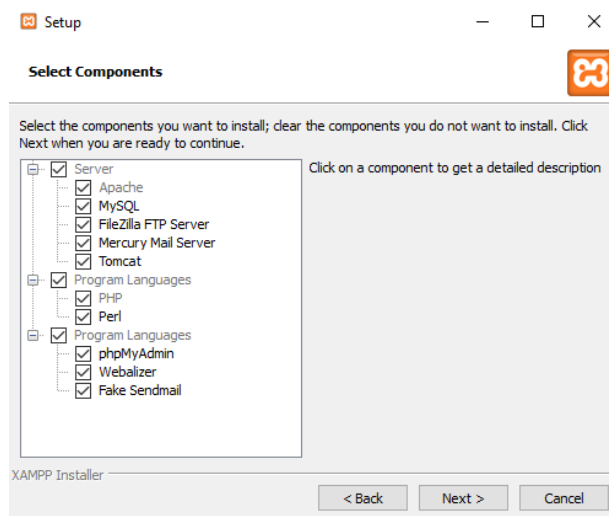 Setup
Select Components
Select the components you want to install; clear the components you do not want to install. Click
Next when you are ready to continue.
Server
Apache
MySQL
FileZilla FTP Server
Mercury Mail Server
Tomcat
Program Languages
PHP
Perl
Program Languages
phpMyAdmin
Webalizer
Fake Sendmail
Click on a component to get a detailed description
XAMPP Installer
< Back
Next >
Cancel